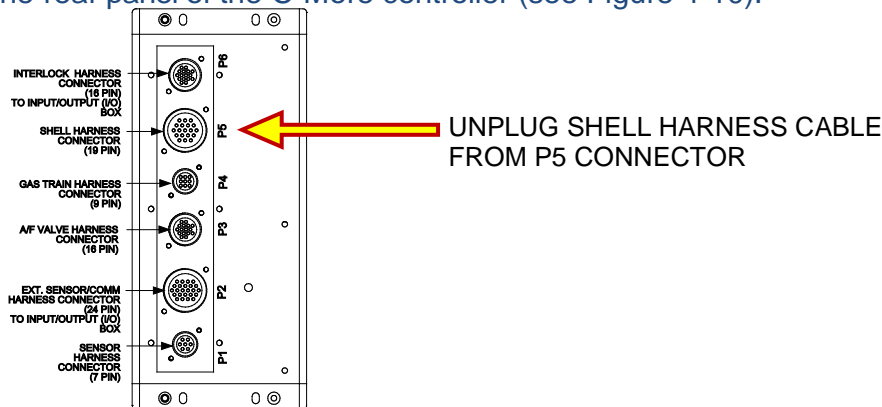 rear panel of the C-More controller (see Figure 1-10).
INTERLOCK HARNESS
CONNECTOR
(16 PIN)
TO INPUT/OUTPUT (I/O)
BOX
P6
SHELL HARNESS
CONNECTOR
(19 PIN)
P5
UNPLUG SHELL HARNESS CABLE
FROM P5 CONNECTOR
GAS TRAIN HARNESS
CONNECTOR
(9 PIN)
P4
A/F VALVE HARNESS
CONNECTOR
(16 PIN)
P3
EXT. SENSOR/COMM
HARNESS CONNECTOR
(24 PIN)
TO INPUT/OUTPUT (I/O)
BOX
P2
SENSOR
HARNESS
CONNECTOR
(7 PIN)
P1